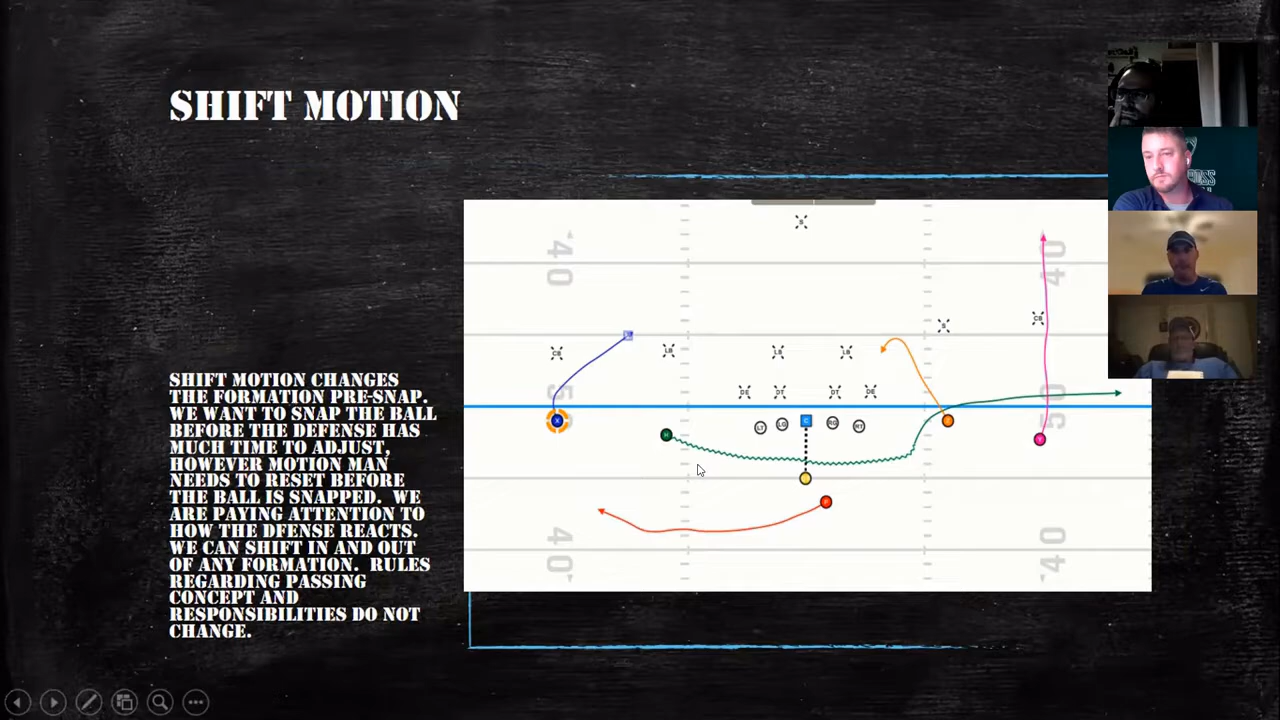 SHIFT MOTION
SHIFT MOTION CHANGES
THE FORMATION PRE-SNAP.
WE WANT TO SNAP THE BALL
BEFORE THE DEFENSE HAS
MUCH TIME TO ADJUST,
HOWEVER MOTION MAN
NEEDS TO RESET BEFORE
THE BALL IS SNAPPED. WE
ARE PAYING ATTENTION TO
HOW THE DFENSE REACTS.
WE CAN SHIFT IN AND OUT
OF ANY FORMATION. RULES
REGARDING PASSING
CONCEPT AND
RESPONSIBILITIES DO NOT
CHANGE.
S
40 40
S CB
CB LB LB LB
DE DT DT DE
50 50
X LT LG C RG RT
H Y
40 40